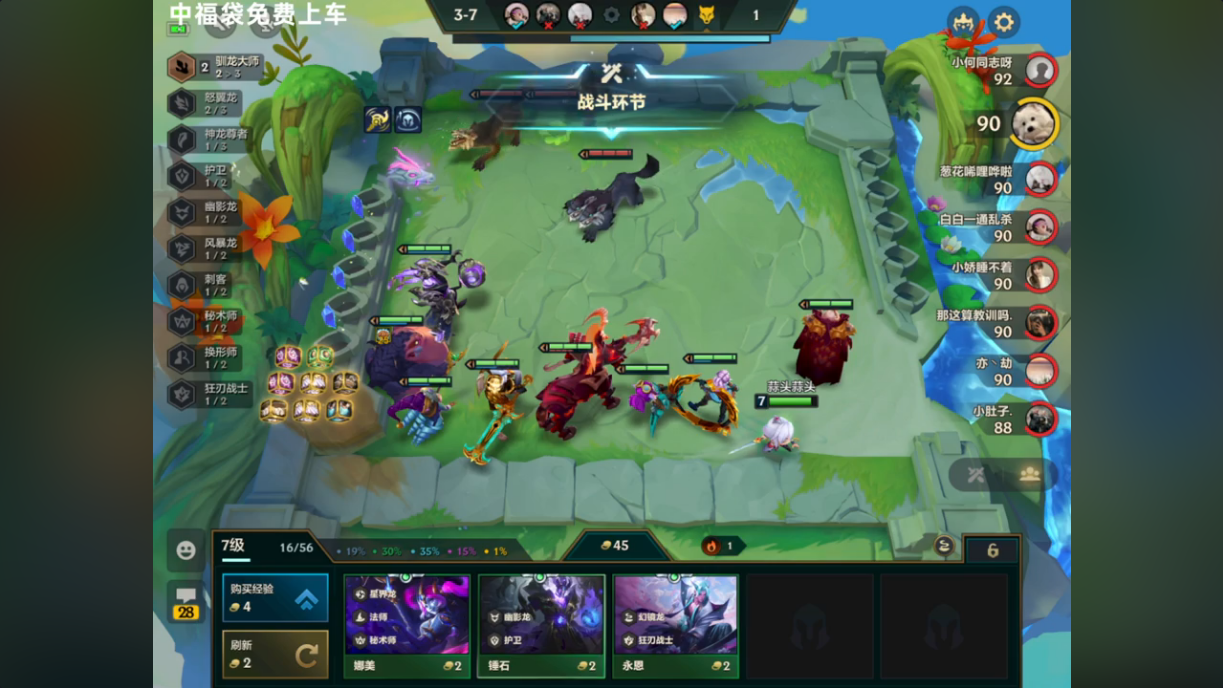 中福袋免费上车
3-7
1
2 驯龙大师
2 > 3
怒翼龙
2 / 3
神龙尊者
1 / 3
护卫
1 / 2
幽影龙
1 / 2
风暴龙
1 / 2
刺客
1 / 2
秘术师
1 / 2
换形师
1 / 2
狂刃战士
1 / 2
战斗环节
小何同志呀
92
90
葱花唏哩哗啦
90
白白一通乱杀
90
小娇睡不着
90
那这算教训吗.
90
亦丶劫
90
小肚子.
88
蒜头蒜头
7
28
7级
16/56
19% 30% 35% 15% 1%
45
1
6
购买经验
4
刷新
2
星界龙
法师
秘术师
娜美 2
幽影龙
护卫
锤石 2
幻镜龙
狂刃战士
永恩 2